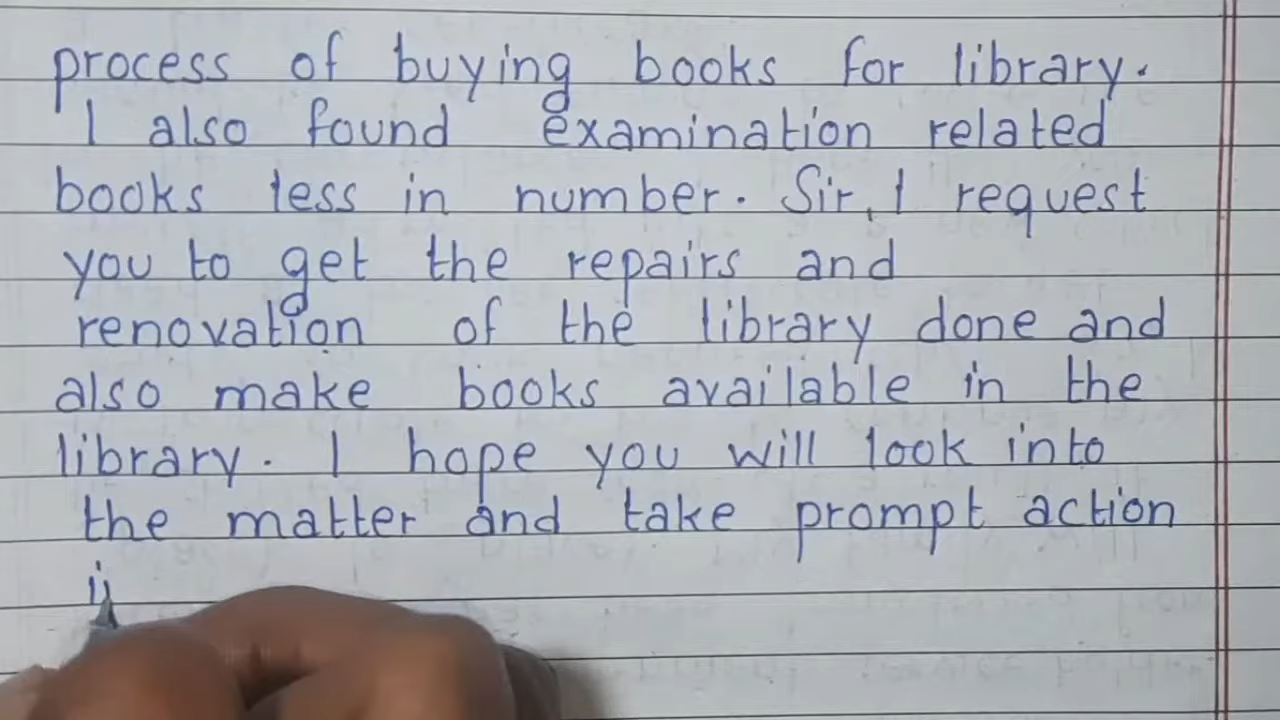 process of buying books for library.
I also found examination related
books less in number. Sir, I request
you to get the repairs and
renovation of the library done and
also make books available in the
library. I hope you will look into
the matter and take prompt action